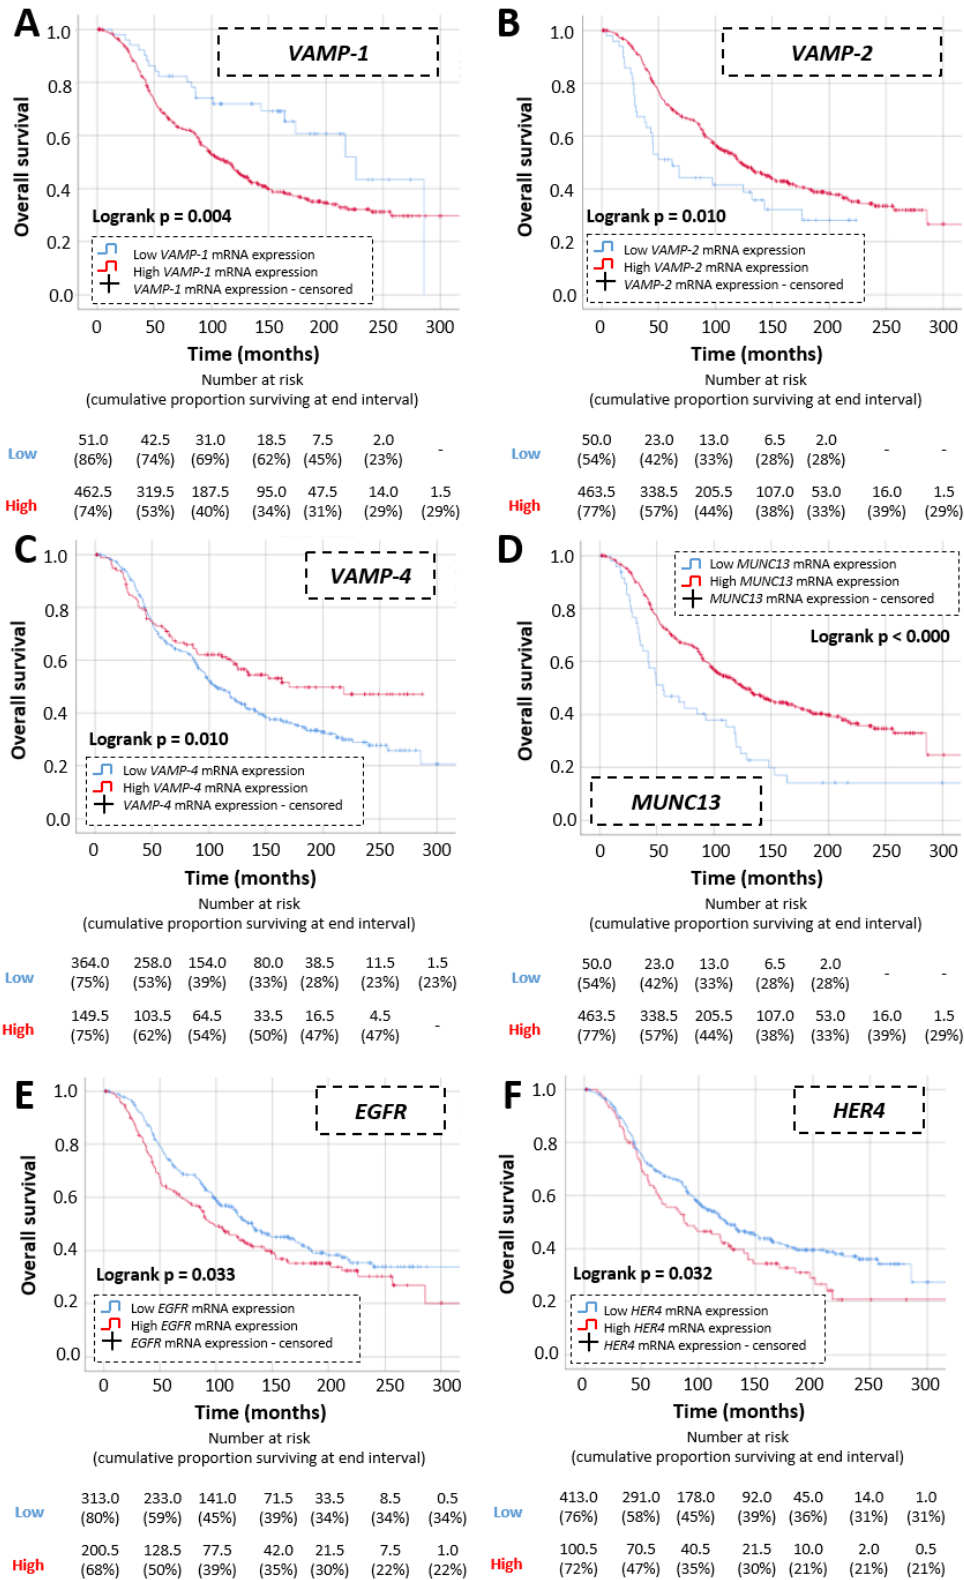 A
VAMP-1
Overall survival
1.0
0.8
0.6
0.4
0.2
0.0
Logrank p = 0.004
Low VAMP-1 mRNA expression
High VAMP-1 mRNA expression
VAMP-1 mRNA expression - censored
0 50 100 150 200 250 300
Time (months)
Number at risk
(cumulative proportion surviving at end interval)
Low
51.0 42.5 31.0 18.5 7.5 2.0 -
(86%) (74%) (69%) (62%) (45%) (23%)
High
462.5 319.5 187.5 95.0 47.5 14.0 1.5
(74%) (53%) (40%) (34%) (31%) (29%) (29%)
B
VAMP-2
Overall survival
1.0
0.8
0.6
0.4
0.2
0.0
Logrank p = 0.010
Low VAMP-2 mRNA expression
High VAMP-2 mRNA expression
VAMP-2 mRNA expression - censored
0 50 100 150 200 250 300
Time (months)
Number at risk
(cumulative proportion surviving at end interval)
50.0 23.0 13.0 6.5 2.0 - -
Low
(54%) (42%) (33%) (28%) (28%)
463.5 338.5 205.5 107.0 53.0 16.0 1.5
High
(77%) (57%) (44%) (38%) (33%) (39%) (29%)
C
VAMP-4
Overall survival
1.0
0.8
0.6
0.4
0.2
0.0
Logrank p = 0.010
Low VAMP-4 mRNA expression
High VAMP-4 mRNA expression
VAMP-4 mRNA expression - censored
0 50 100 150 200 250 300
Time (months)
Number at risk
(cumulative proportion surviving at end interval)
364.0 258.0 154.0 80.0 38.5 11.5 1.5
Low
(75%) (53%) (39%) (33%) (28%) (23%) (23%)
149.5 103.5 64.5 33.5 16.5 4.5 -
High
(75%) (62%) (54%) (50%) (47%) (47%)
D
Low MUNC13 mRNA expression
High MUNC13 mRNA expression
MUNC13 mRNA expression - censored
Logrank p < 0.000
Overall survival
1.0
0.8
0.6
0.4
0.2
0.0
MUNC13
0 50 100 150 200 250 300
Time (months)
Number at risk
(cumulative proportion surviving at end interval)
50.0 23.0 13.0 6.5 2.0 - -
Low
(54%) (42%) (33%) (28%) (28%)
463.5 338.5 205.5 107.0 53.0 16.0 1.5
High
(77%) (57%) (44%) (38%) (33%) (39%) (29%)
E
EGFR
Overall survival
1.0
0.8
0.6
0.4
0.2
0.0
Logrank p = 0.033
Low EGFR mRNA expression
High EGFR mRNA expression
EGFR mRNA expression - censored
0 50 100 150 200 250 300
Time (months)
Number at risk
(cumulative proportion surviving at end interval)
313.0 233.0 141.0 71.5 33.5 8.5 0.5
Low
(80%) (59%) (45%) (39%) (34%) (34%) (34%)
200.5 128.5 77.5 42.0 21.5 7.5 1.0
High
(68%) (50%) (39%) (35%) (30%) (22%) (22%)
F
HER4
Overall survival
1.0
0.8
0.6
0.4
0.2
0.0
Logrank p = 0.032
Low HER4 mRNA expression
High HER4 mRNA expression
HER4 mRNA expression - censored
0 50 100 150 200 250 300
Time (months)
Number at risk
(cumulative proportion surviving at end interval)
413.0 291.0 178.0 92.0 45.0 14.0 1.0
Low
(76%) (58%) (45%) (39%) (36%) (31%) (31%)
100.5 70.5 40.5 21.5 10.0 2.0 0.5
High
(72%) (47%) (35%) (30%) (21%) (21%) (21%)